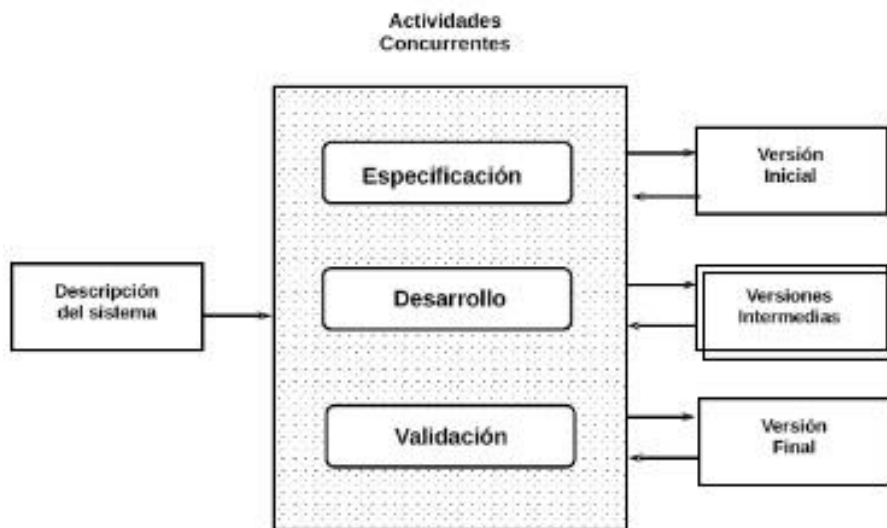 Actividades
Concurrentes
Especificación
Versión
Inicial
Descripción
del sistema
Desarrollo
Versiones
Intermedias
Validación
Versión
Final